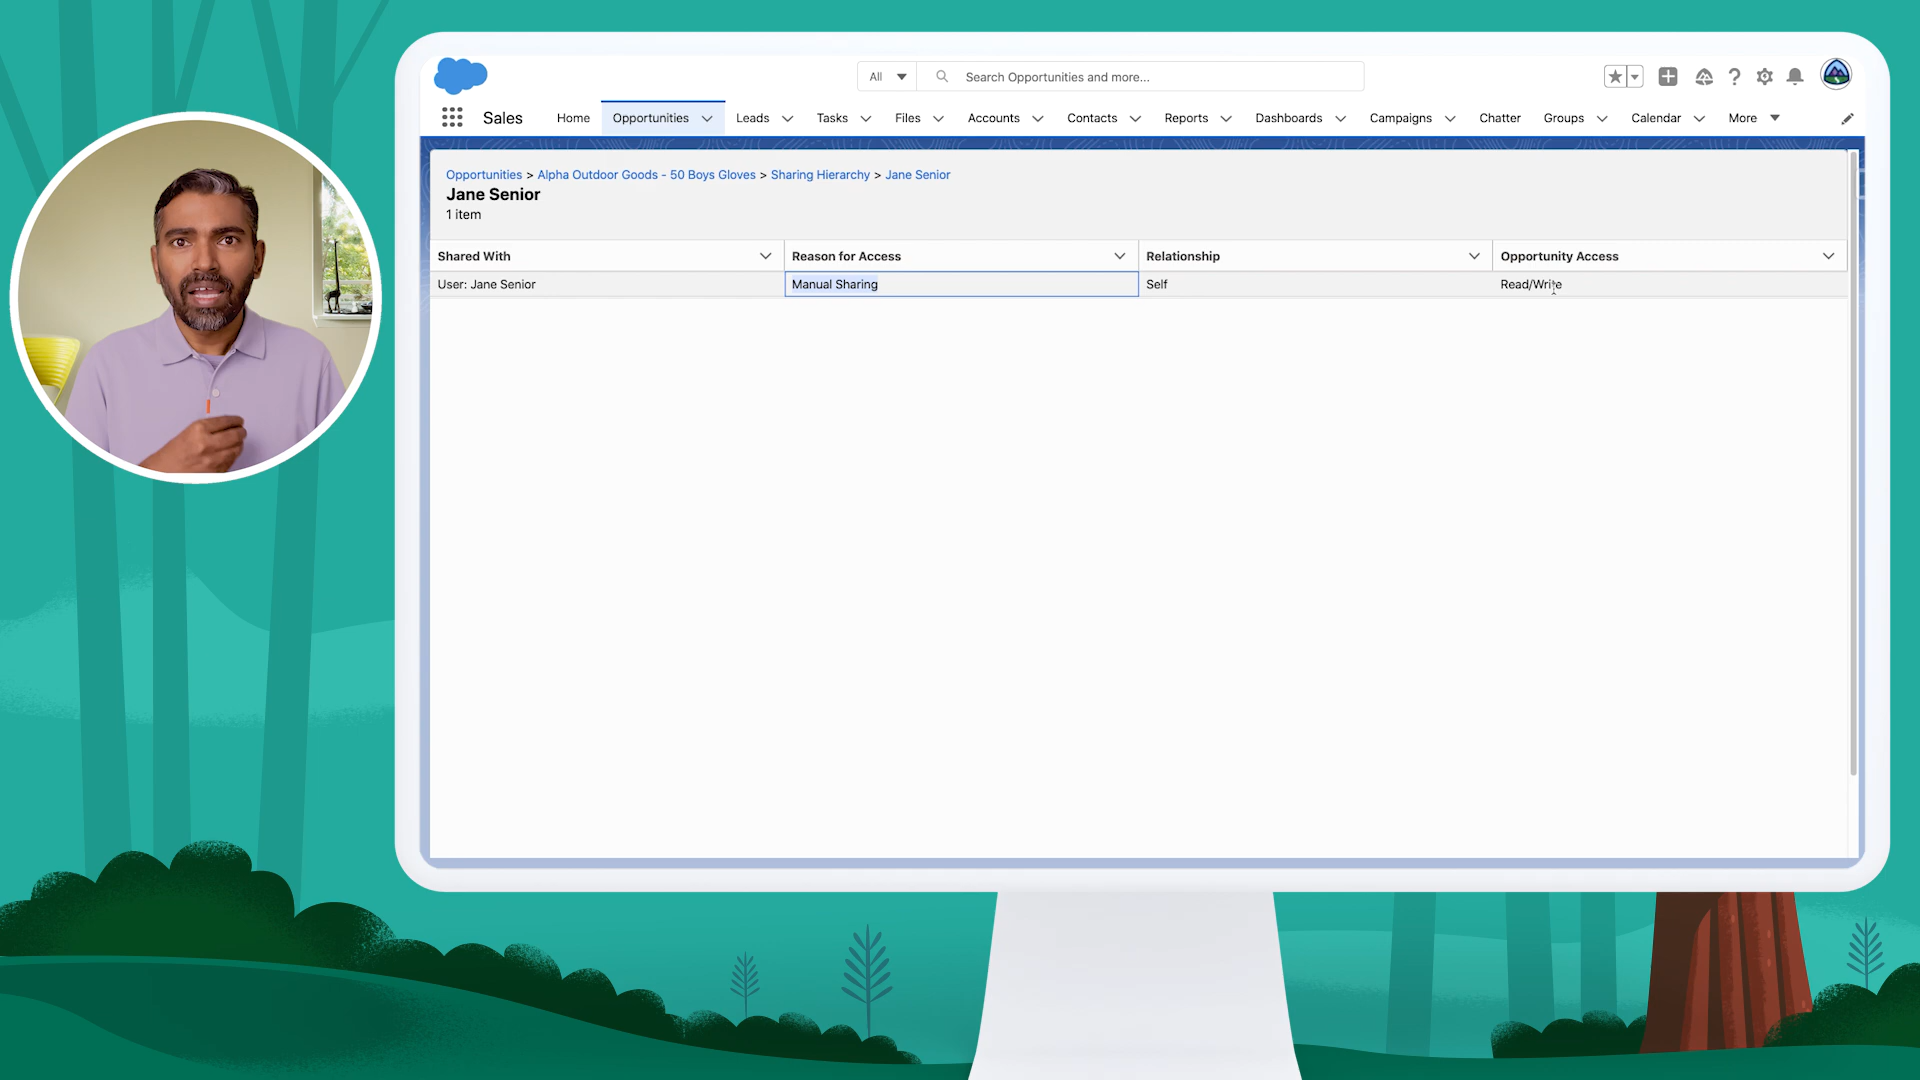 All
Search Opportunities and more...
Sales Home Opportunities Leads Tasks Files Accounts Contacts Reports Dashboards Campaigns Chatter Groups Calendar More
Opportunities > Alpha Outdoor Goods - 50 Boys Gloves > Sharing Hierarchy > Jane Senior
Jane Senior
1 item
Shared With Reason for Access Relationship Opportunity Access
User: Jane Senior Manual Sharing Self Read/Write